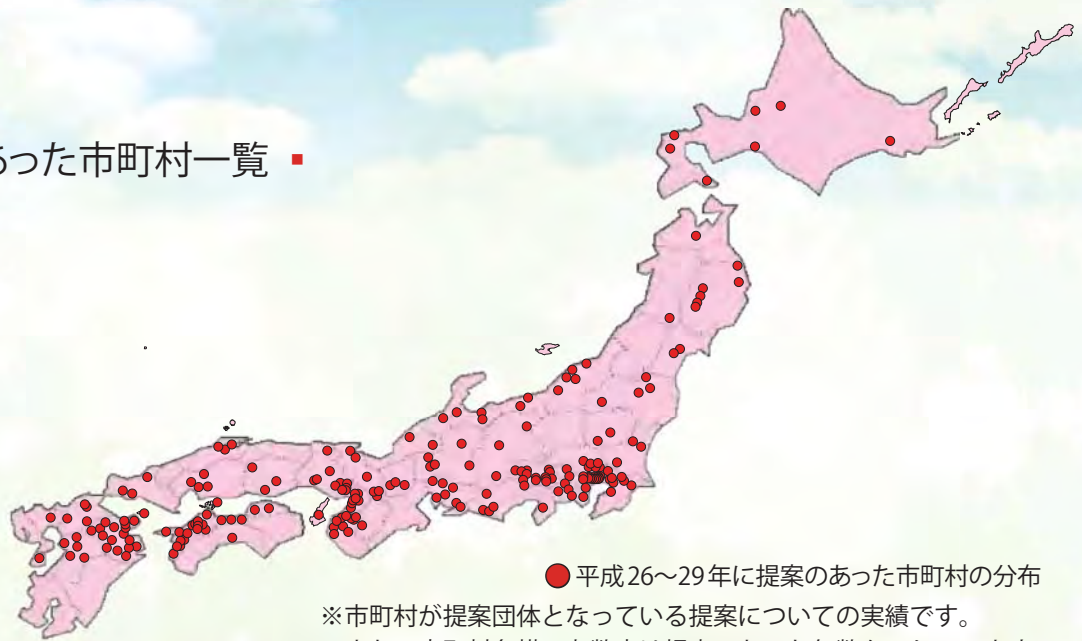 った市町村一覧 ■
● 平成26～29年に提案のあった市町村の分布
※市町村が提案団体となっている提案についての実績です。